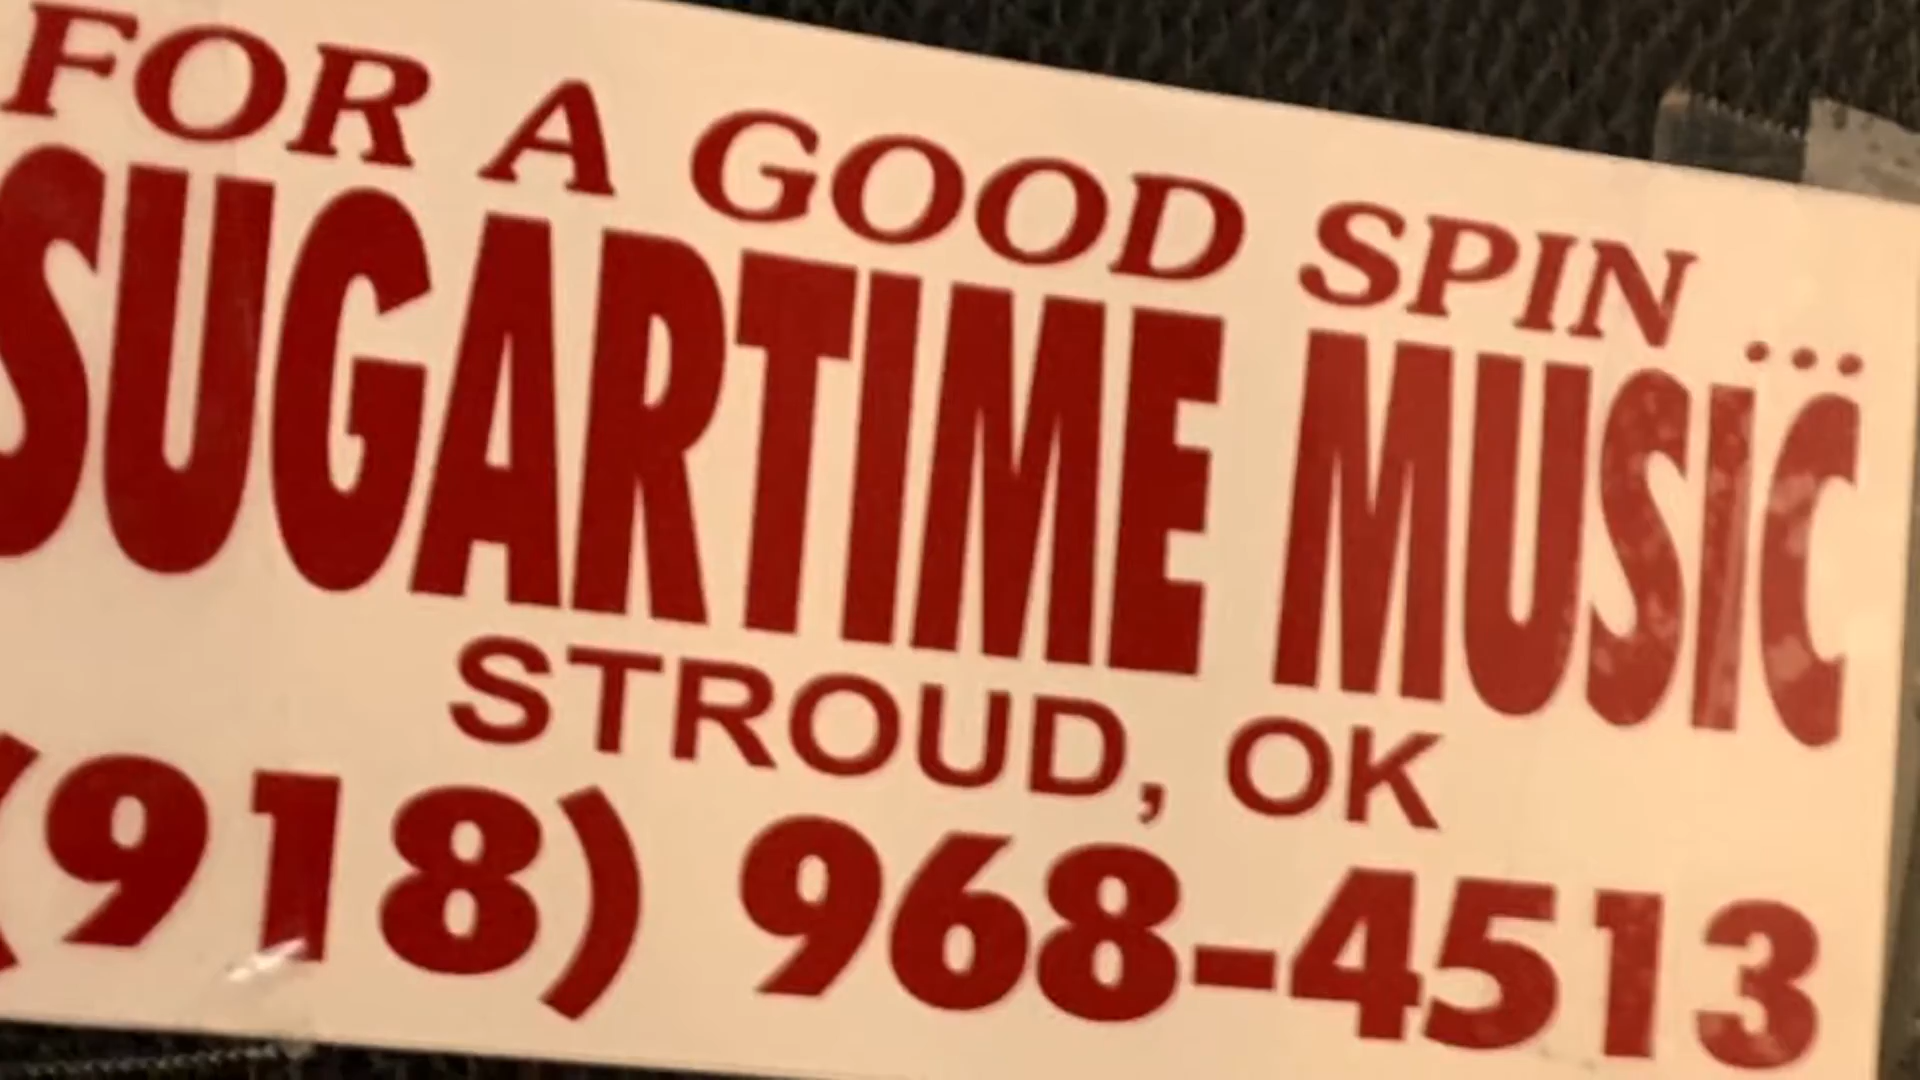 FOR A GOOD SPIN ...
SUGARTIME MUSIC
STROUD, OK
(918) 968-4513